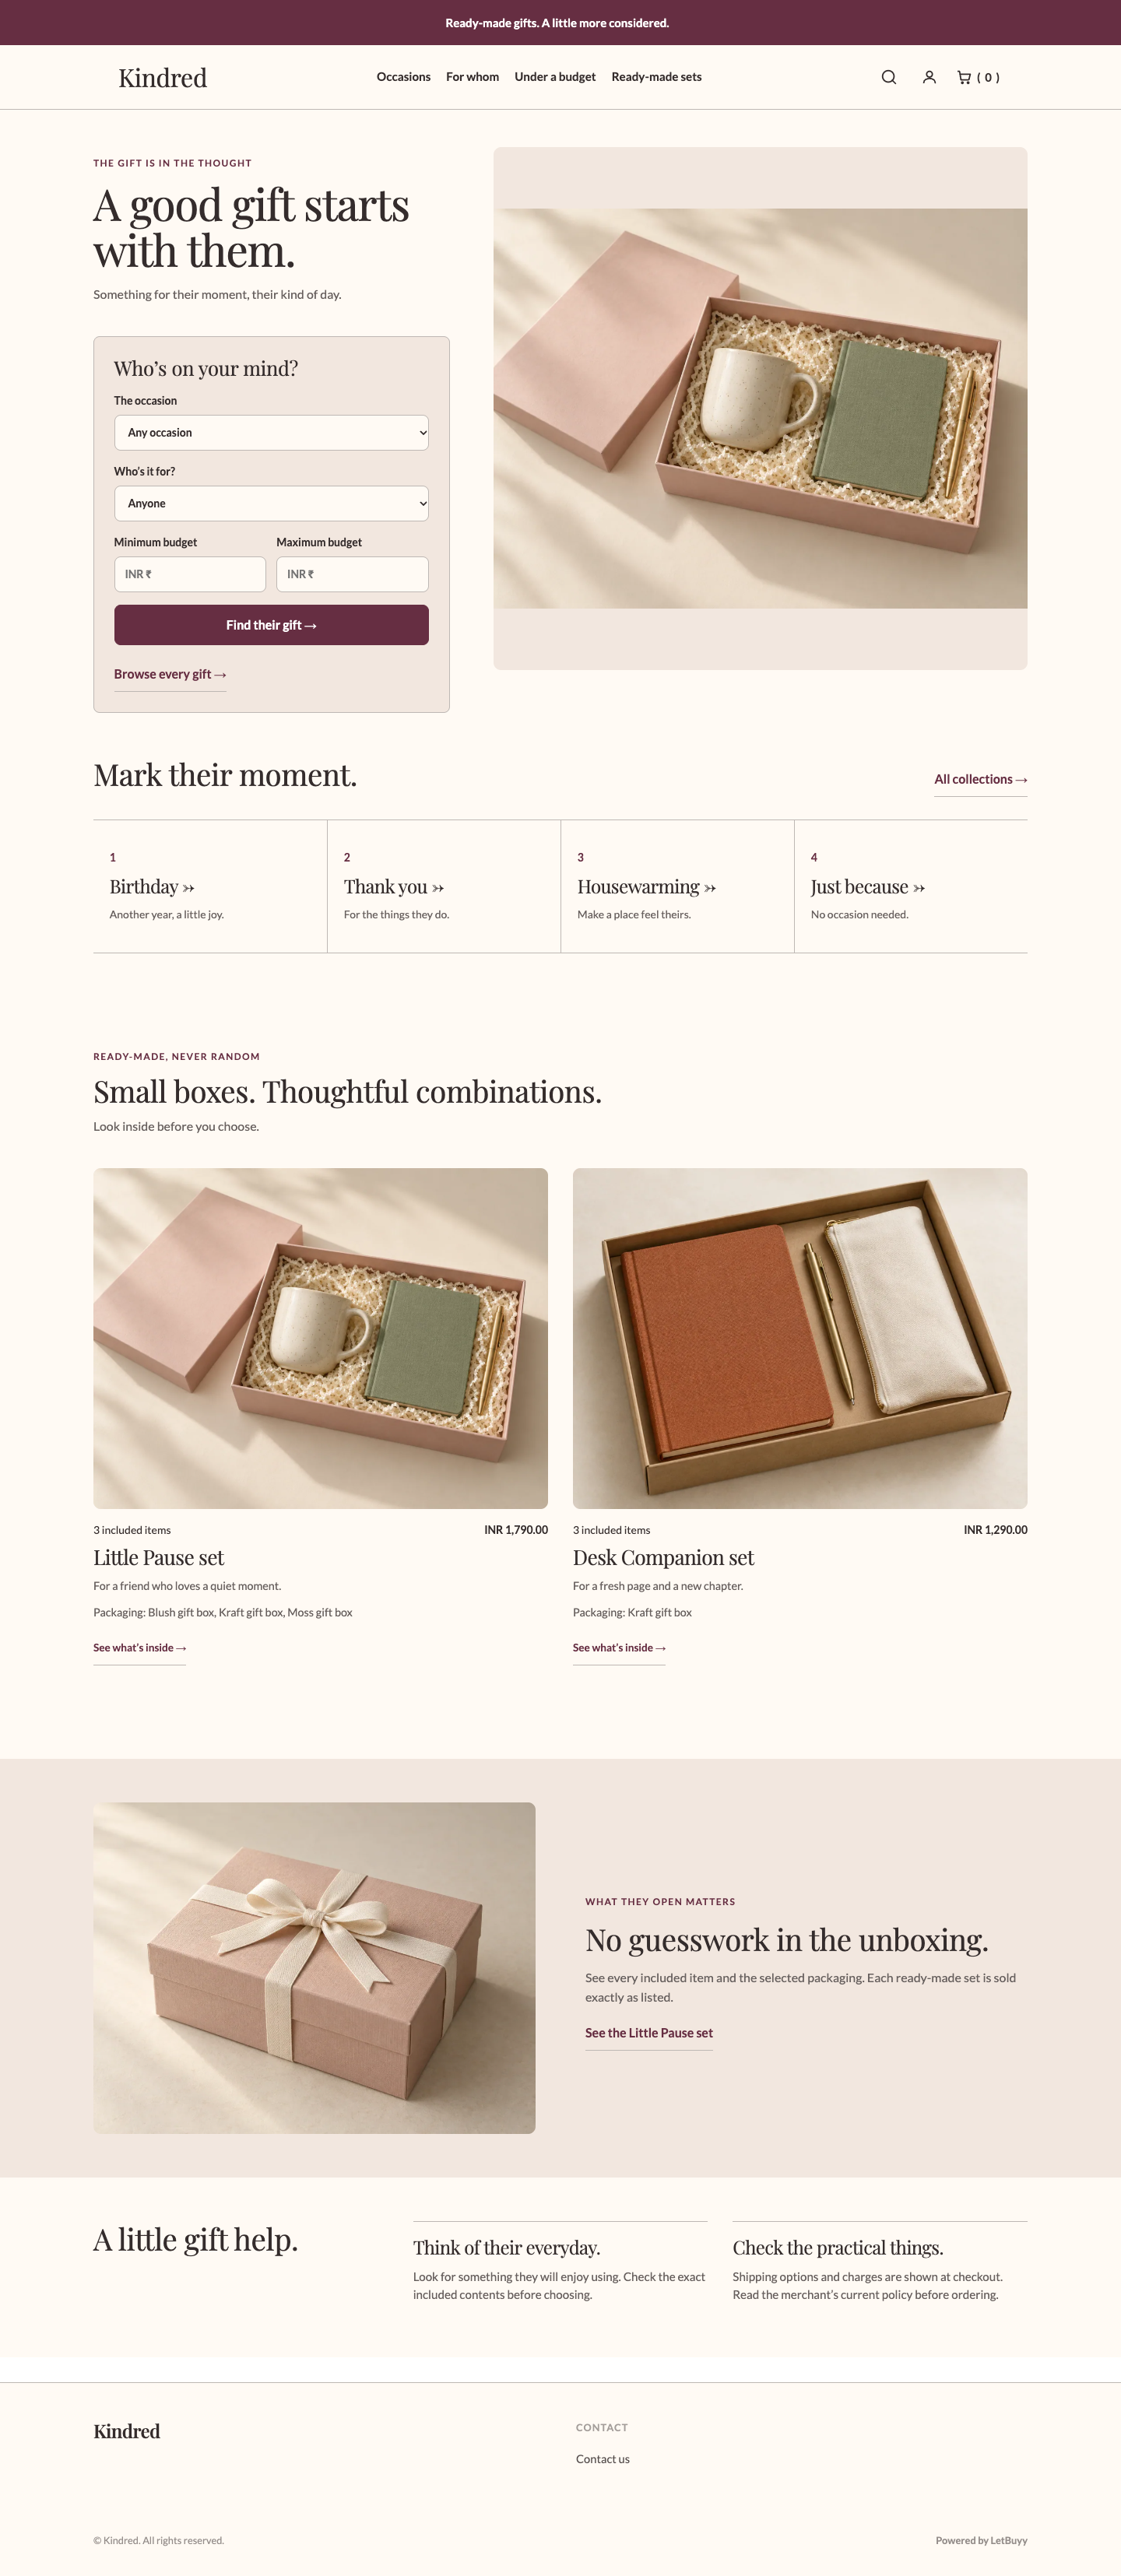 Ready-made gifts. A little more considered.
Kindred
Occasions For whom Under a budget Ready-made sets
( 0 )
THE GIFT IS IN THE THOUGHT
A good gift starts
with them.
Something for their moment, their kind of day.
Who’s on your mind?
The occasion
Any occasion
Who’s it for?
Anyone
Minimum budget Maximum budget
INR ₹ INR ₹
Find their gift →
Browse every gift →
Mark their moment.
All collections →
1
Birthday →
Another year, a little joy.
2
Thank you →
For the things they do.
3
Housewarming →
Make a place feel theirs.
4
Just because →
No occasion needed.
READY-MADE, NEVER RANDOM
Small boxes. Thoughtful combinations.
Look inside before you choose.
3 included items INR 1,790.00
Little Pause set
For a friend who loves a quiet moment.
Packaging: Blush gift box, Kraft gift box, Moss gift box
See what’s inside →
3 included items INR 1,290.00
Desk Companion set
For a fresh page and a new chapter.
Packaging: Kraft gift box
See what’s inside →
WHAT THEY OPEN MATTERS
No guesswork in the unboxing.
See every included item and the selected packaging. Each ready-made set is sold
exactly as listed.
See the Little Pause set
A little gift help.
Think of their everyday.
Look for something they will enjoy using. Check the exact
included contents before choosing.
Check the practical things.
Shipping options and charges are shown at checkout.
Read the merchant’s current policy before ordering.
Kindred
CONTACT
Contact us
© Kindred. All rights reserved.
Powered by LetBuyy